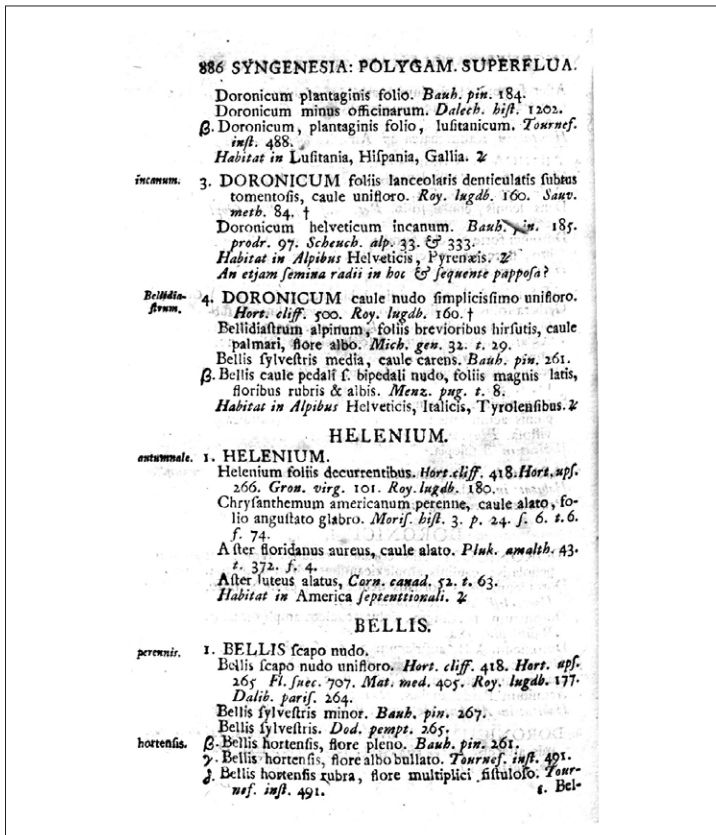 886 SYNGENESIA: POLYGAM. SUPERFLUA.
Doronicum plantaginis folio. Bauh. pin. 184.
Doronicum minus officinarum. Dalech. hiſt. 1202.
β. Doronicum, plantaginis folio, luſitanicum. Tournef.
inſt. 488.
Habitat in Luſitania, Hiſpania, Gallia. ♃
incanum. 3. DORONICUM foliis lanceolatis denticulatis ſubtus
tomentoſis, caule unifloro. Roy. lugdb. 160. Sauv.
meth. 84. †
Doronicum helveticum incanum. Bauh. pin. 185.
prodr. 97. Scheuch. alp. 33. & 333.
Habitat in Alpibus Helveticis, Pyrenæis. ♃
An etjam ſemina radii in hoc & ſequente pappoſa?
Bellidia-
ſtrum. 4. DORONICUM caule nudo ſimpliciſſimo unifloro.
Hort. cliff. 500. Roy. lugdb. 160. †
Bellidiaſtrum alpinum, foliis brevioribus hirſutis, caule
palmari, flore albo. Mich. gen. 32. t. 29.
Bellis ſylveſtris media, caule carens. Bauh. pin. 261.
β. Bellis caule pedali ſ. bipedali nudo, foliis magnis latis,
floribus rubris & albis. Menz. pug. t. 8.
Habitat in Alpibus Helveticis, Italicis, Tyrolenſibus. ♃
HELENIUM.
autumnale. 1. HELENIUM.
Helenium foliis decurrentibus. Hort. cliff. 418. Hort. upſ.
266. Gron. virg. 101. Roy. lugdb. 180.
Chryſanthemum americanum perenne, caule alato, fo-
lio anguſtato glabro. Moriſ. hiſt. 3. p. 24. ſ. 6. t. 6.
f. 74.
Aſter floridanus aureus, caule alato. Pluk. amalth. 43.
t. 372. f. 4.
Aſter luteus alatus, Corn. canad. 52. t. 63.
Habitat in America ſeptenttionali. ♃
BELLIS.
perennis. 1. BELLIS ſcapo nudo.
Bellis ſcapo nudo unifloro. Hort. cliff. 418. Hort. upſ.
265 Fl. ſuec. 707. Mat. med. 405. Roy. lugdb. 177.
Dalib. pariſ. 264.
Bellis ſylveſtris minor. Bauh. pin. 267.
Bellis ſylveſtris. Dod. pempt. 265.
hortenſis. β. Bellis hortenſis, flore pleno. Bauh. pin. 261.
γ. Bellis hortenſis, flore albo bullato. Tournef. inſt. 491.
δ. Bellis hortenſis rubra, flore multiplici fiſtuloſo. Tour-
nef. inſt. 491.
ε. Bel-